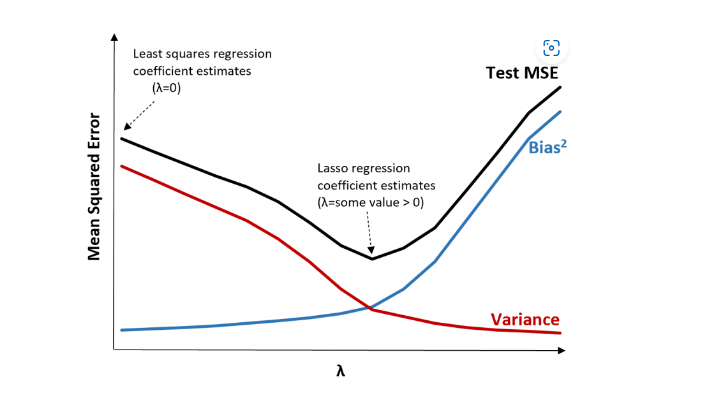 Least squares regression
coefficient estimates
(λ=0)
Test MSE
Bias²
Lasso regression
coefficient estimates
(λ=some value > 0)
Mean Squared Error
Variance
λ